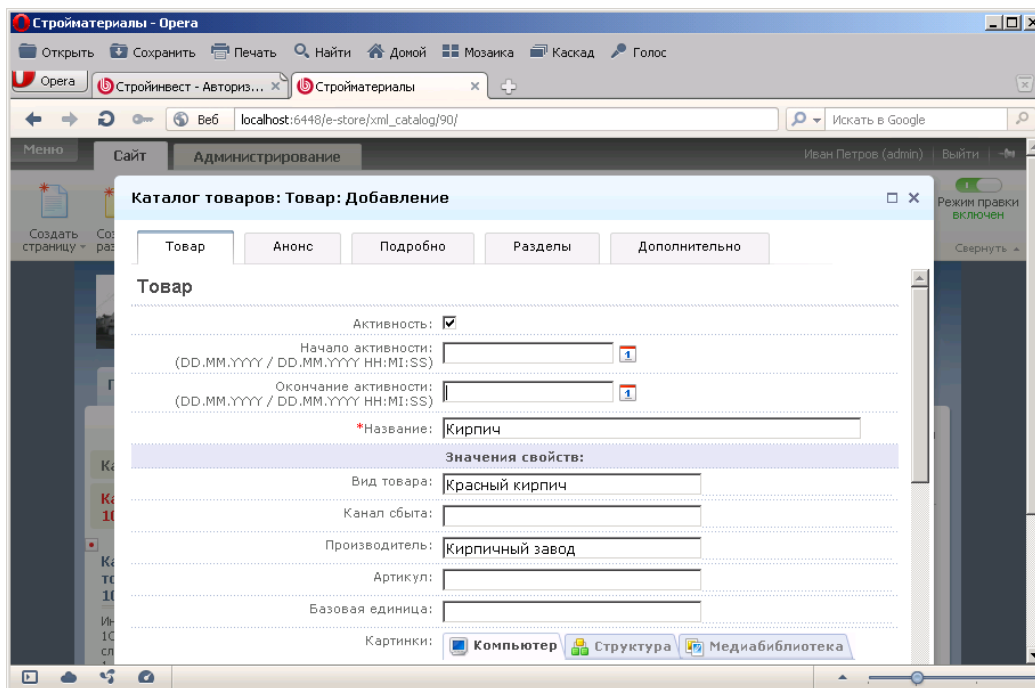 Стройматериалы - Opera
Открыть Сохранить Печать Найти Домой Мозаика Каскад Голос
Opera Стройинвест - Авториз... Стройматериалы
Веб localhost:6448/e-store/xml_catalog/90/ Искать в Google
Меню Сайт Администрирование Иван Петров (admin) Выйти
Каталог товаров: Товар: Добавление
Режим правки
включен
Создать
страницу
Свернуть
Товар Анонс Подробно Разделы Дополнительно
Товар
Активность:
Начало активности:
(DD.MM.YYYY / DD.MM.YYYY HH:MI:SS)
1
Окончание активности:
(DD.MM.YYYY / DD.MM.YYYY HH:MI:SS)
1
*Название: Кирпич
Значения свойств:
Вид товара: Красный кирпич
Канал сбыта:
Производитель: Кирпичный завод
Артикул:
Базовая единица:
Картинки: Компьютер Структура Медиабиблиотека